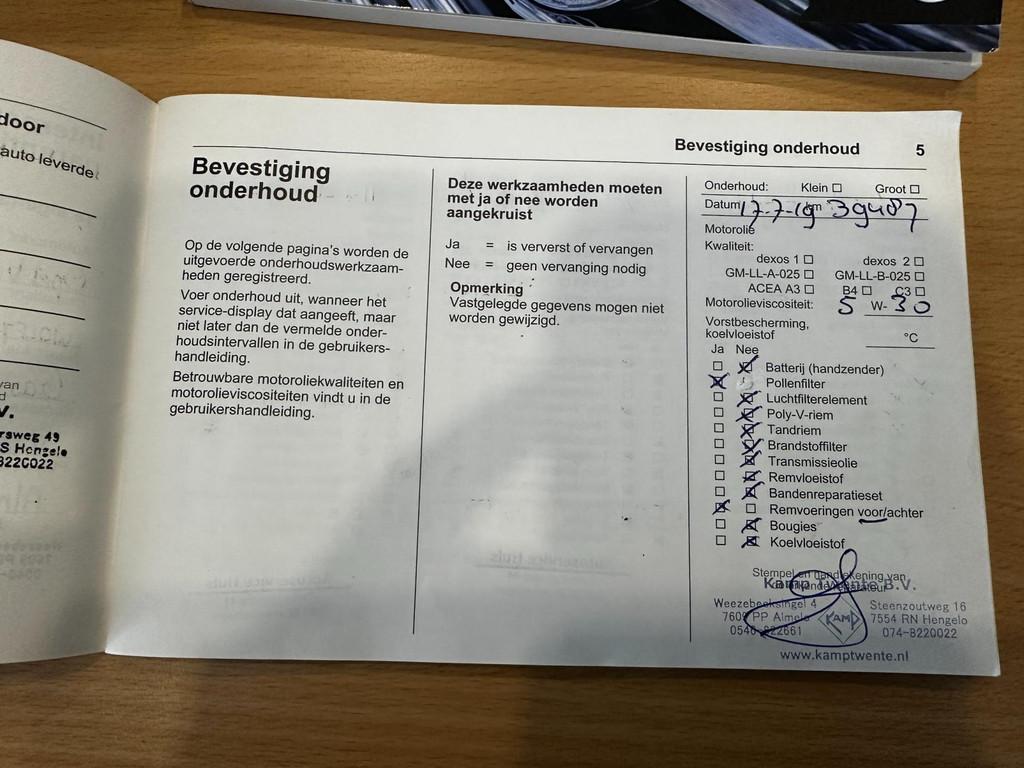 door
auto leverde
van
d
V.
rsweg 49
S Hengelo
8220022
Bevestiging onderhoud 5
Bevestiging
onderhoud
Op de volgende pagina's worden de
uitgevoerde onderhoudswerkzaam-
heden geregistreerd.
Voer onderhoud uit, wanneer het
service-display dat aangeeft, maar
niet later dan de vermelde onder-
houdsintervallen in de gebruikers-
handleiding.
Betrouwbare motoroliekwaliteiten en
motorolieviscositeiten vindt u in de
gebruikershandleiding.
Deze werkzaamheden moeten
met ja of nee worden
aangekruist
Ja = is ververst of vervangen
Nee = geen vervanging nodig
Opmerking
Vastgelegde gegevens mogen niet
worden gewijzigd.
Onderhoud: Klein ☐ Groot ☐
Datum 17-7-19 km 39487
Motorolie
Kwaliteit:
dexos 1 ☐ dexos 2 ☐
GM-LL-A-025 ☐ GM-LL-B-025 ☐
ACEA A3 ☐ B4 ☐ C3 ☐
Motorolieviscositeit: 5 W- 30
Vorstbescherming,
koelvloeistof °C
Ja Nee
☐ ☒ Batterij (handzender)
☒ ☐ Pollenfilter
☐ ☒ Luchtfilterelement
☐ ☒ Poly-V-riem
☐ ☒ Tandriem
☐ ☒ Brandstoffilter
☐ ☒ Transmissieolie
☐ ☒ Remvloeistof
☐ ☒ Bandenreparatieset
☒ ☐ Remvoeringen voor/achter
☐ ☒ Bougies
☐ ☒ Koelvloeistof
Stempel en handtekening van
Kamp Twente B.V.
Weezebeeksingel 4 Steenzoutweg 16
7609 PP Almelo KAMP 7554 RN Hengelo
0546-822661 074-8220022
www.kamptwente.nl